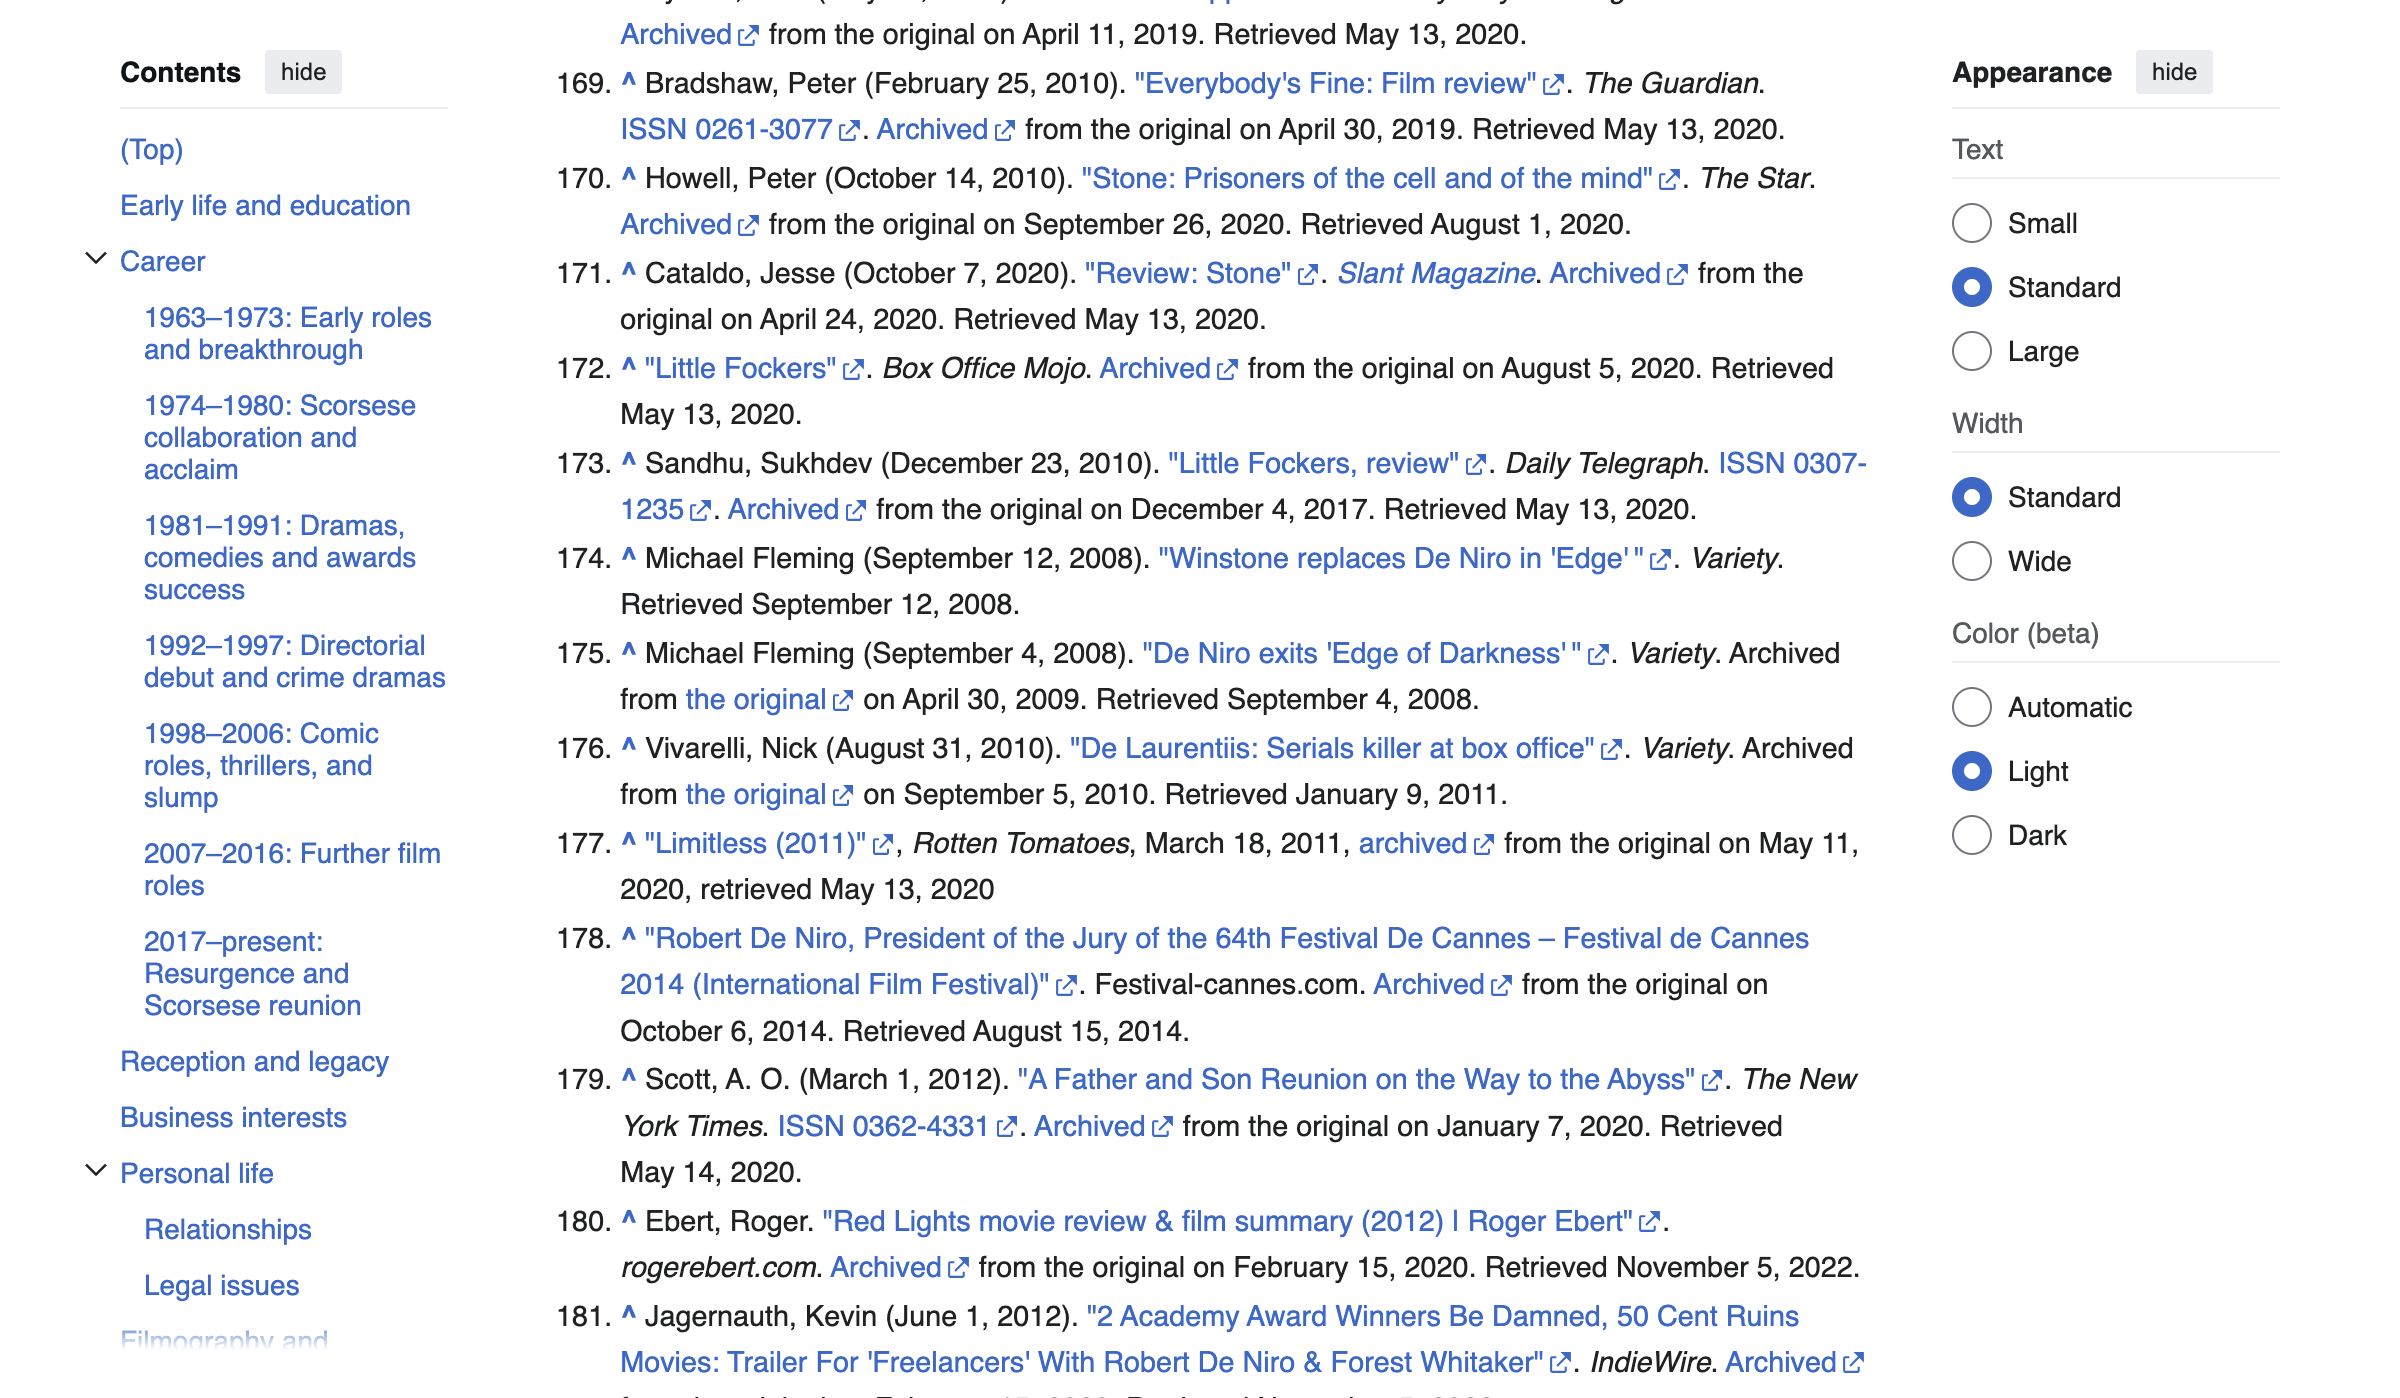 Contents hide
(Top)
Early life and education
Career
1963–1973: Early roles
and breakthrough
1974–1980: Scorsese
collaboration and
acclaim
1981–1991: Dramas,
comedies and awards
success
1992–1997: Directorial
debut and crime dramas
1998–2006: Comic
roles, thrillers, and
slump
2007–2016: Further film
roles
2017–present:
Resurgence and
Scorsese reunion
Reception and legacy
Business interests
Personal life
Relationships
Legal issues
Filmography and
Archived from the original on April 11, 2019. Retrieved May 13, 2020.
169. ^ Bradshaw, Peter (February 25, 2010). "Everybody's Fine: Film review". The Guardian.
ISSN 0261-3077. Archived from the original on April 30, 2019. Retrieved May 13, 2020.
170. ^ Howell, Peter (October 14, 2010). "Stone: Prisoners of the cell and of the mind". The Star.
Archived from the original on September 26, 2020. Retrieved August 1, 2020.
171. ^ Cataldo, Jesse (October 7, 2020). "Review: Stone". Slant Magazine. Archived from the
original on April 24, 2020. Retrieved May 13, 2020.
172. ^ "Little Fockers". Box Office Mojo. Archived from the original on August 5, 2020. Retrieved
May 13, 2020.
173. ^ Sandhu, Sukhdev (December 23, 2010). "Little Fockers, review". Daily Telegraph. ISSN 0307-
1235. Archived from the original on December 4, 2017. Retrieved May 13, 2020.
174. ^ Michael Fleming (September 12, 2008). "Winstone replaces De Niro in 'Edge' ". Variety.
Retrieved September 12, 2008.
175. ^ Michael Fleming (September 4, 2008). "De Niro exits 'Edge of Darkness' ". Variety. Archived
from the original on April 30, 2009. Retrieved September 4, 2008.
176. ^ Vivarelli, Nick (August 31, 2010). "De Laurentiis: Serials killer at box office". Variety. Archived
from the original on September 5, 2010. Retrieved January 9, 2011.
177. ^ "Limitless (2011)", Rotten Tomatoes, March 18, 2011, archived from the original on May 11,
2020, retrieved May 13, 2020
178. ^ "Robert De Niro, President of the Jury of the 64th Festival De Cannes – Festival de Cannes
2014 (International Film Festival)". Festival-cannes.com. Archived from the original on
October 6, 2014. Retrieved August 15, 2014.
179. ^ Scott, A. O. (March 1, 2012). "A Father and Son Reunion on the Way to the Abyss". The New
York Times. ISSN 0362-4331. Archived from the original on January 7, 2020. Retrieved
May 14, 2020.
180. ^ Ebert, Roger. "Red Lights movie review & film summary (2012) | Roger Ebert".
rogerebert.com. Archived from the original on February 15, 2020. Retrieved November 5, 2022.
181. ^ Jagernauth, Kevin (June 1, 2012). "2 Academy Award Winners Be Damned, 50 Cent Ruins
Movies: Trailer For 'Freelancers' With Robert De Niro & Forest Whitaker". IndieWire. Archived
Appearance hide
Text
Small
Standard
Large
Width
Standard
Wide
Color (beta)
Automatic
Light
Dark